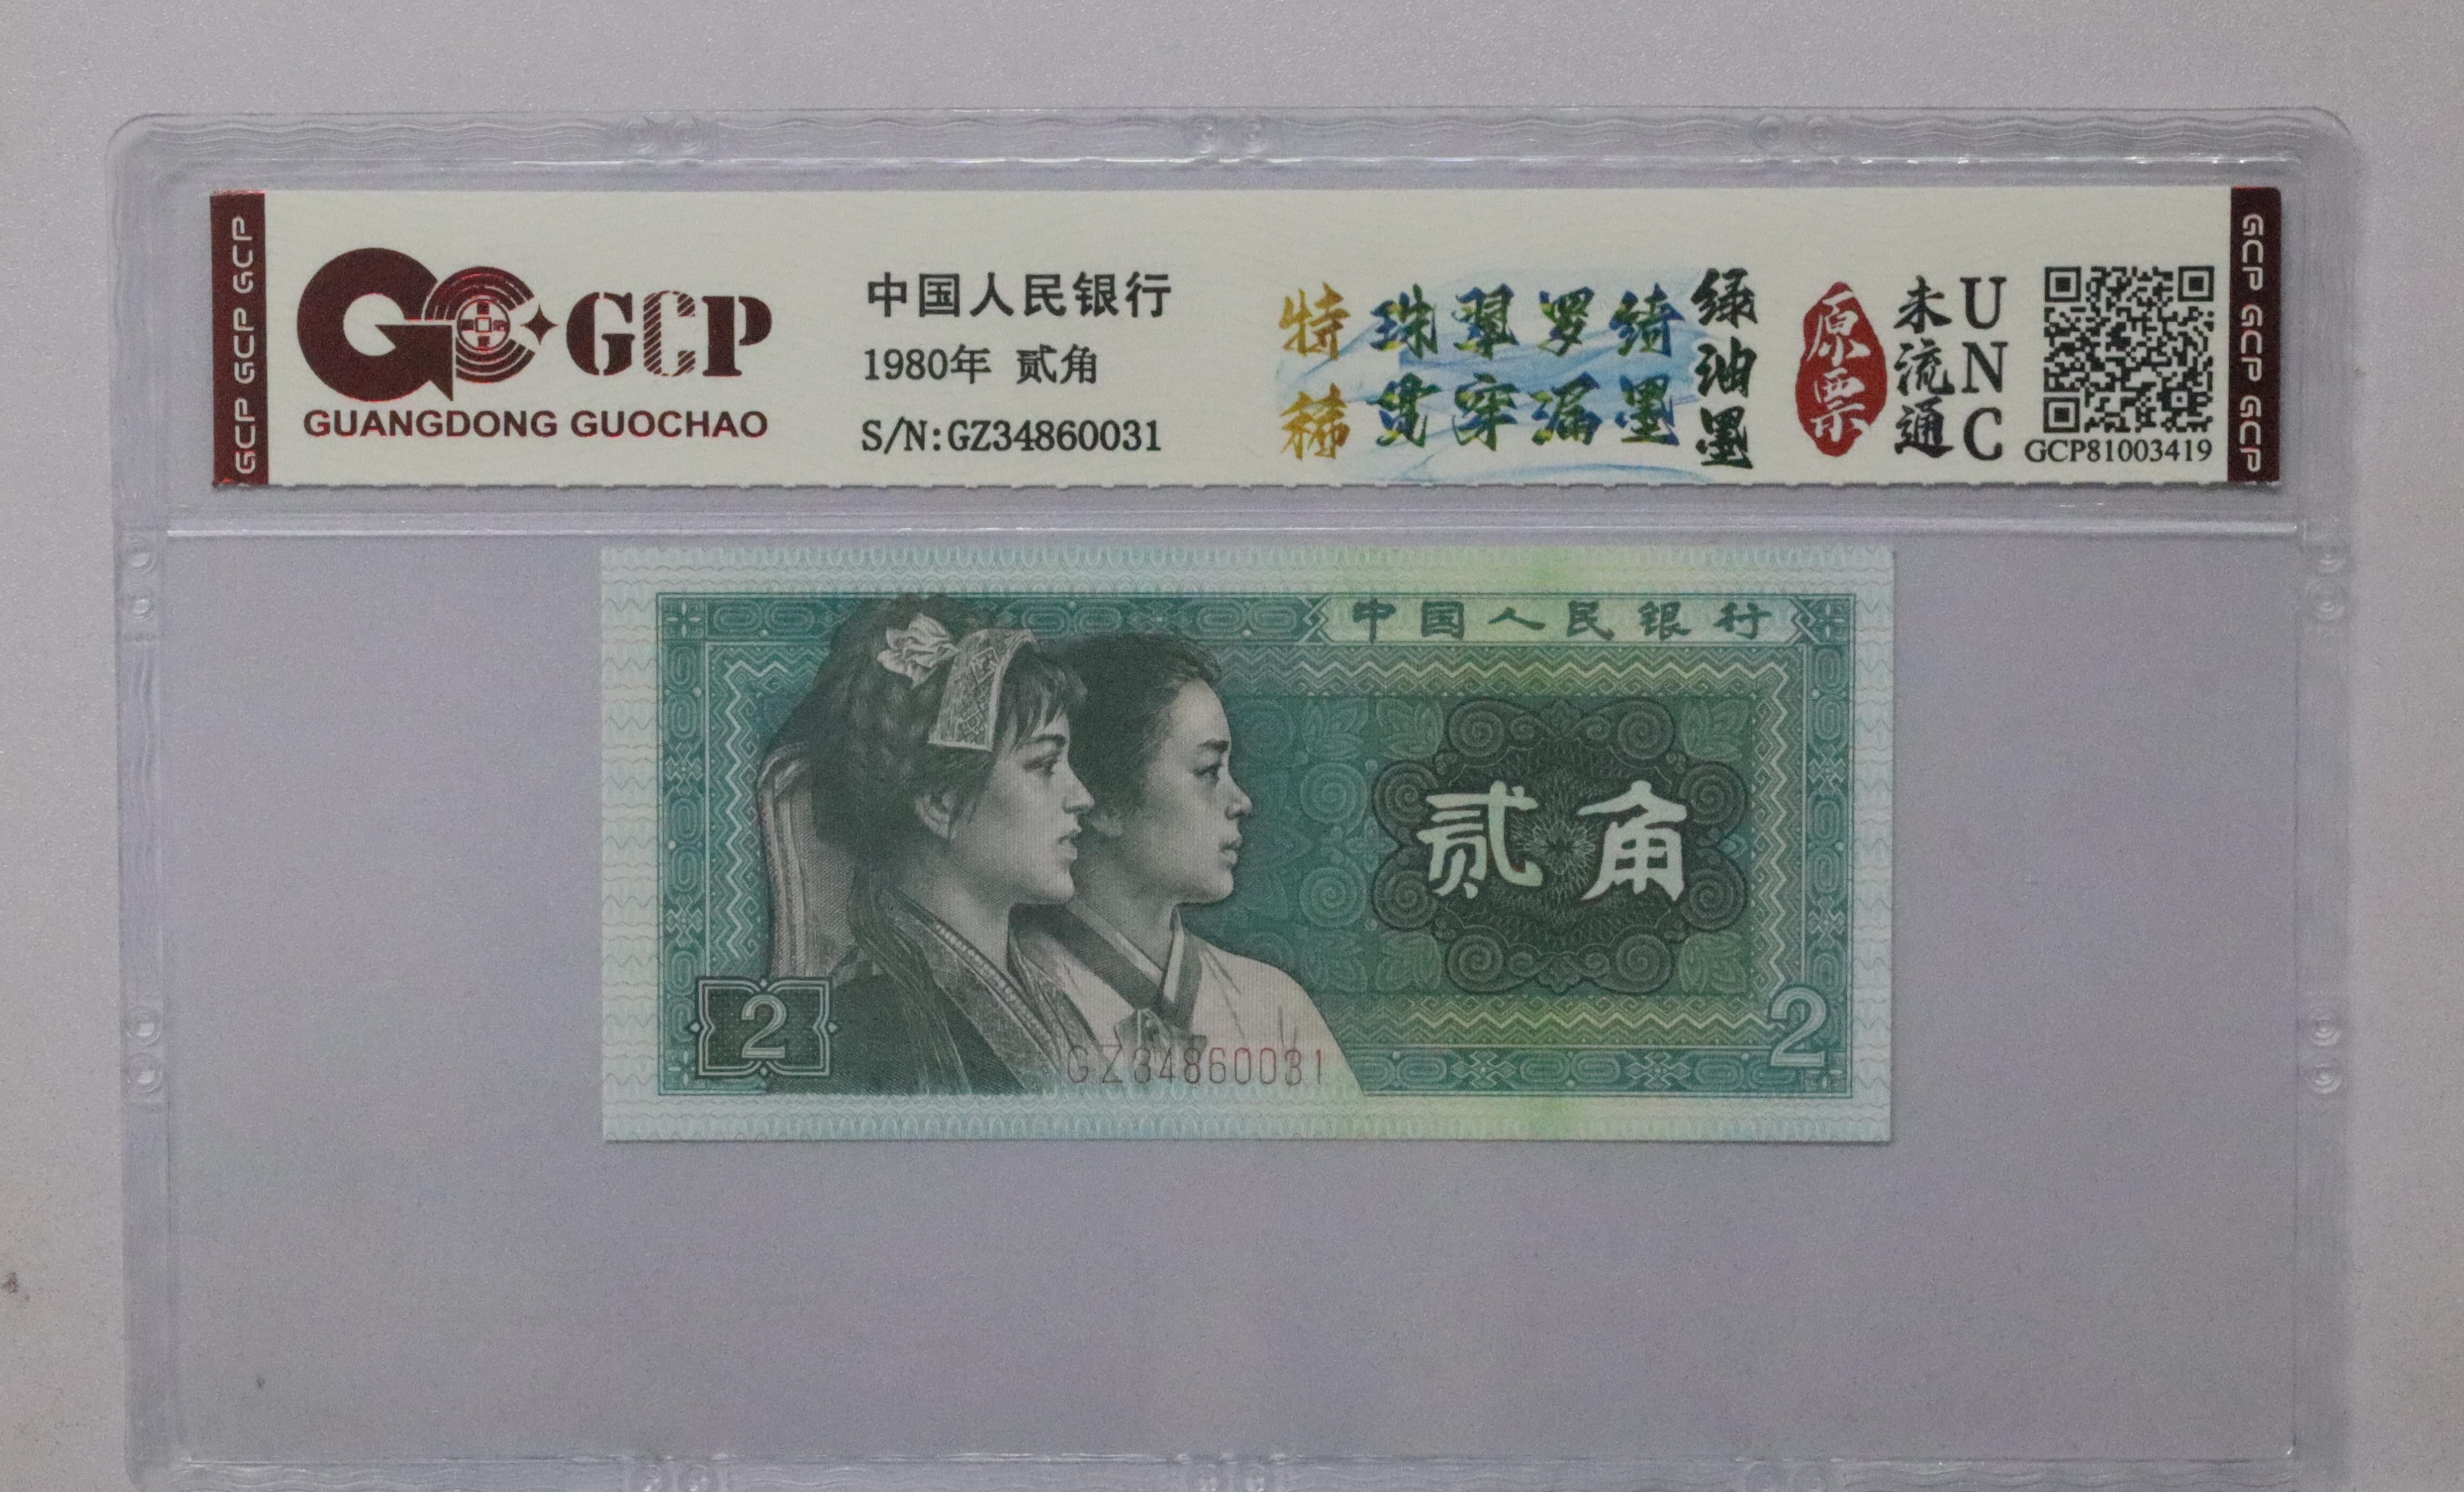 GCP GCP GCP
GC GCP
GUANGDONG GUOCHAO
中国人民银行
1980年 贰角
S/N:GZ34860031
特稀
珠翠罗绮
贯穿漏墨
绿油墨
原票
未流通
UNC
GCP81003419
GCP GCP GCP
中国人民银行
贰角
2
GZ34860031
2